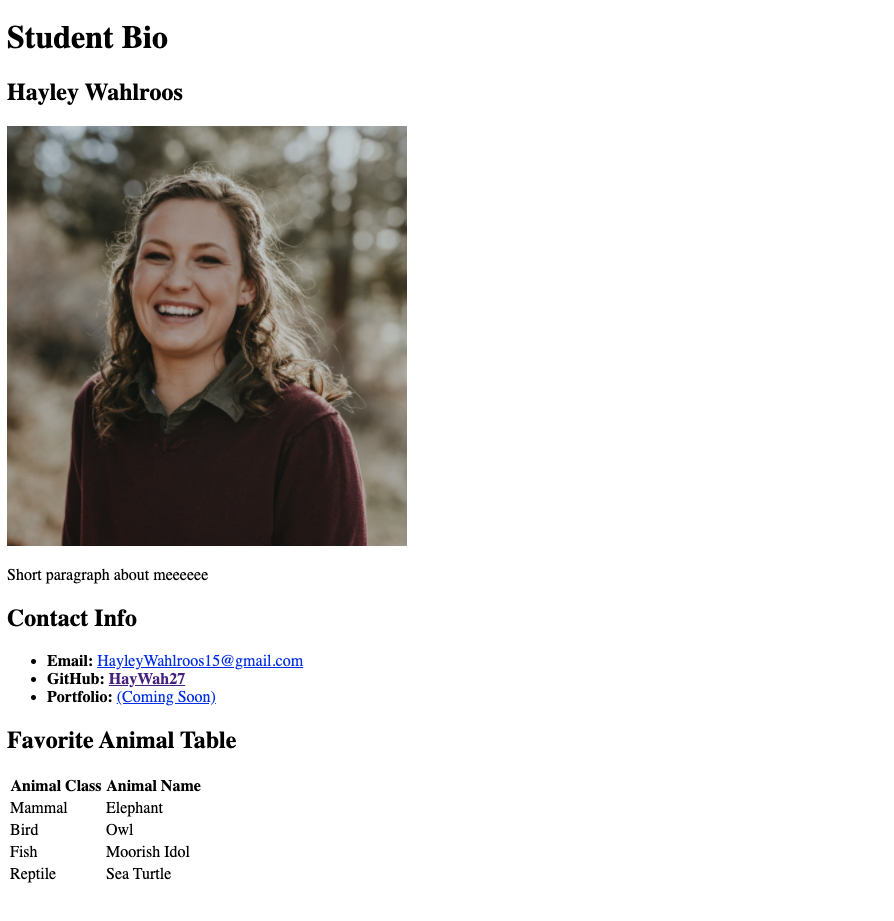 Student Bio
Hayley Wahlroos
Short paragraph about meeeeee
Contact Info
Email: HayleyWahlroos15@gmail.com
GitHub: HayWah27
Portfolio: (Coming Soon)
Favorite Animal Table
Animal Class Animal Name
Mammal Elephant
Bird Owl
Fish Moorish Idol
Reptile Sea Turtle